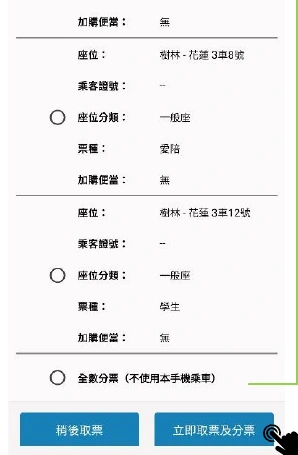 加購便當： 無
座位： 樹林 - 花蓮 3車8號
乘客證號： --
座位分類： 一般座
票種： 愛陪
加購便當： 無
座位： 樹林 - 花蓮 3車12號
乘客證號： --
座位分類： 一般座
票種： 學生
加購便當： 無
全數分票（不使用本手機乘車）
稍後取票 立即取票及分票